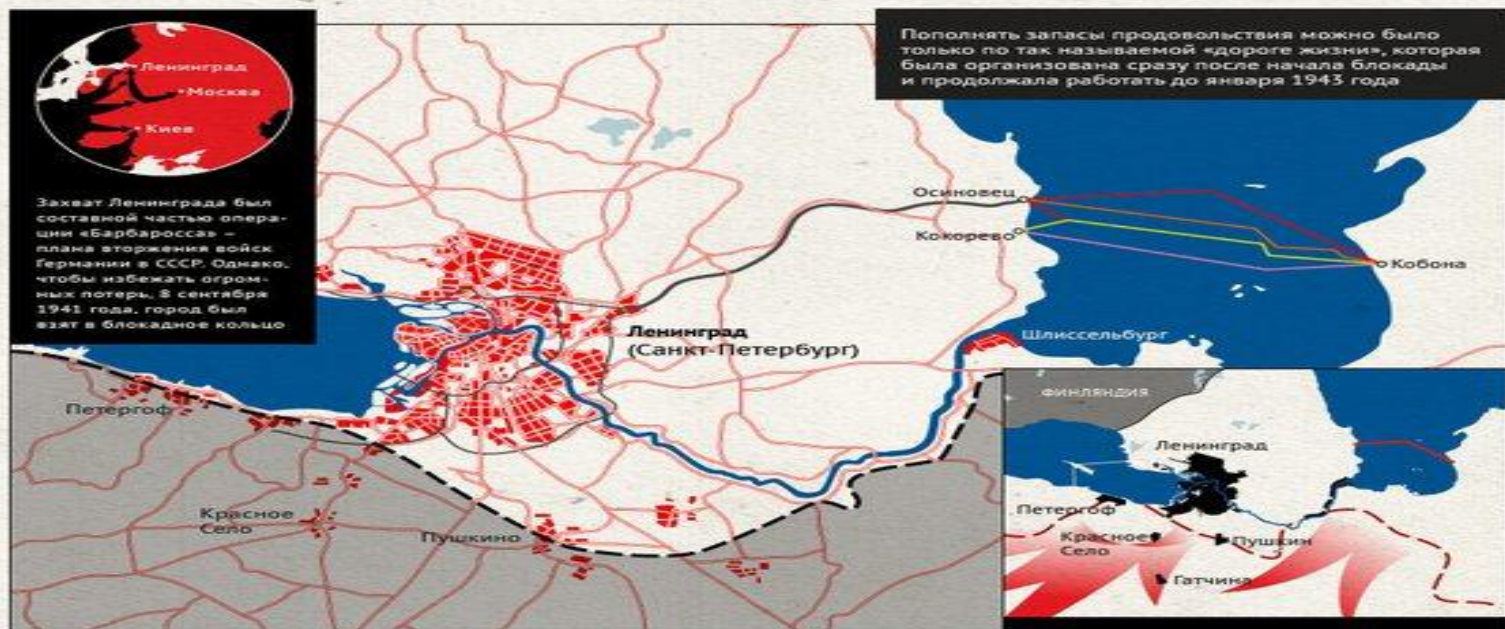 Ленинград
Москва
Киев
Захват Ленинграда был
составной частью опера-
ции «Барбаросса» –
плана вторжения войск
Германии в СССР. Однако,
чтобы избежать огром-
ных потерь, 8 сентября
1941 года, город был
взят в блокадное кольцо
Пополнять запасы продовольствия можно было
только по так называемой «дороге жизни», которая
была организована сразу после начала блокады
и продолжала работать до января 1943 года
Осиновец
Кокорево
Кобона
Ленинград
(Санкт-Петербург)
Шлиссельбург
Петергоф
Красное
Село
Пушкино
ФИНЛЯНДИЯ
Ленинград
Петергоф
Красное
Село
Пушкин
Гатчина